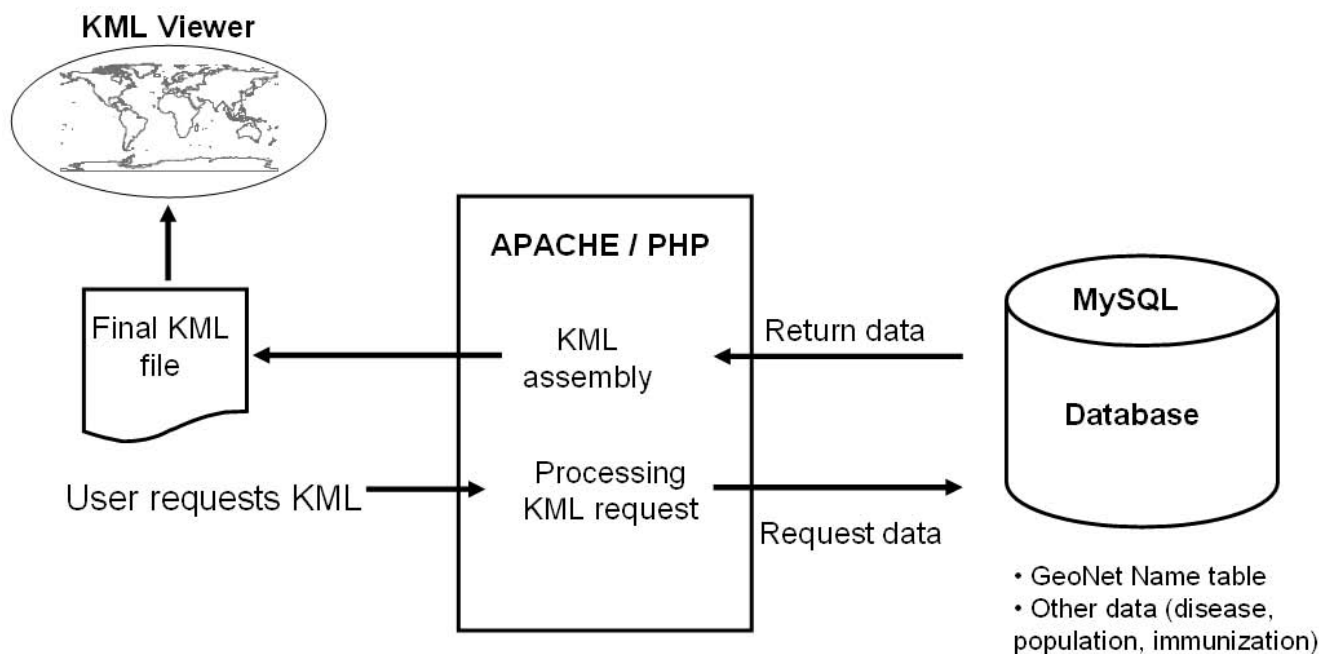 KML Viewer
APACHE / PHP
Final KML
file
KML
assembly
Return data
MySQL
Database
User requests KML
Processing
KML request
Request data
• GeoNet Name table
• Other data (disease,
population, immunization)